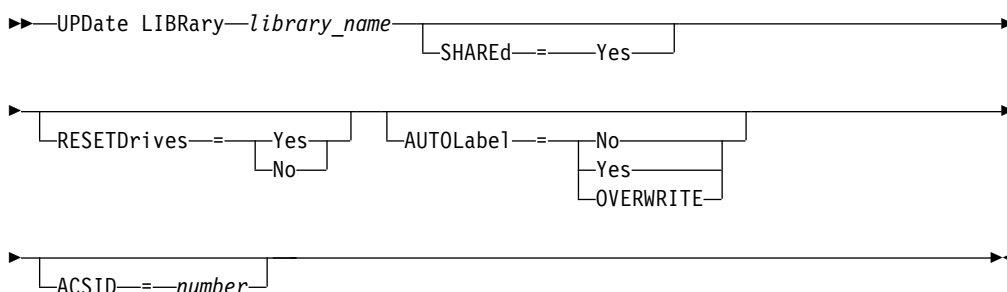 UPDate LIBRary library_name
SHAREd = Yes
RESETDrives = Yes
No
AUTOLabel = No
Yes
OVERWRITE
ACSID = number